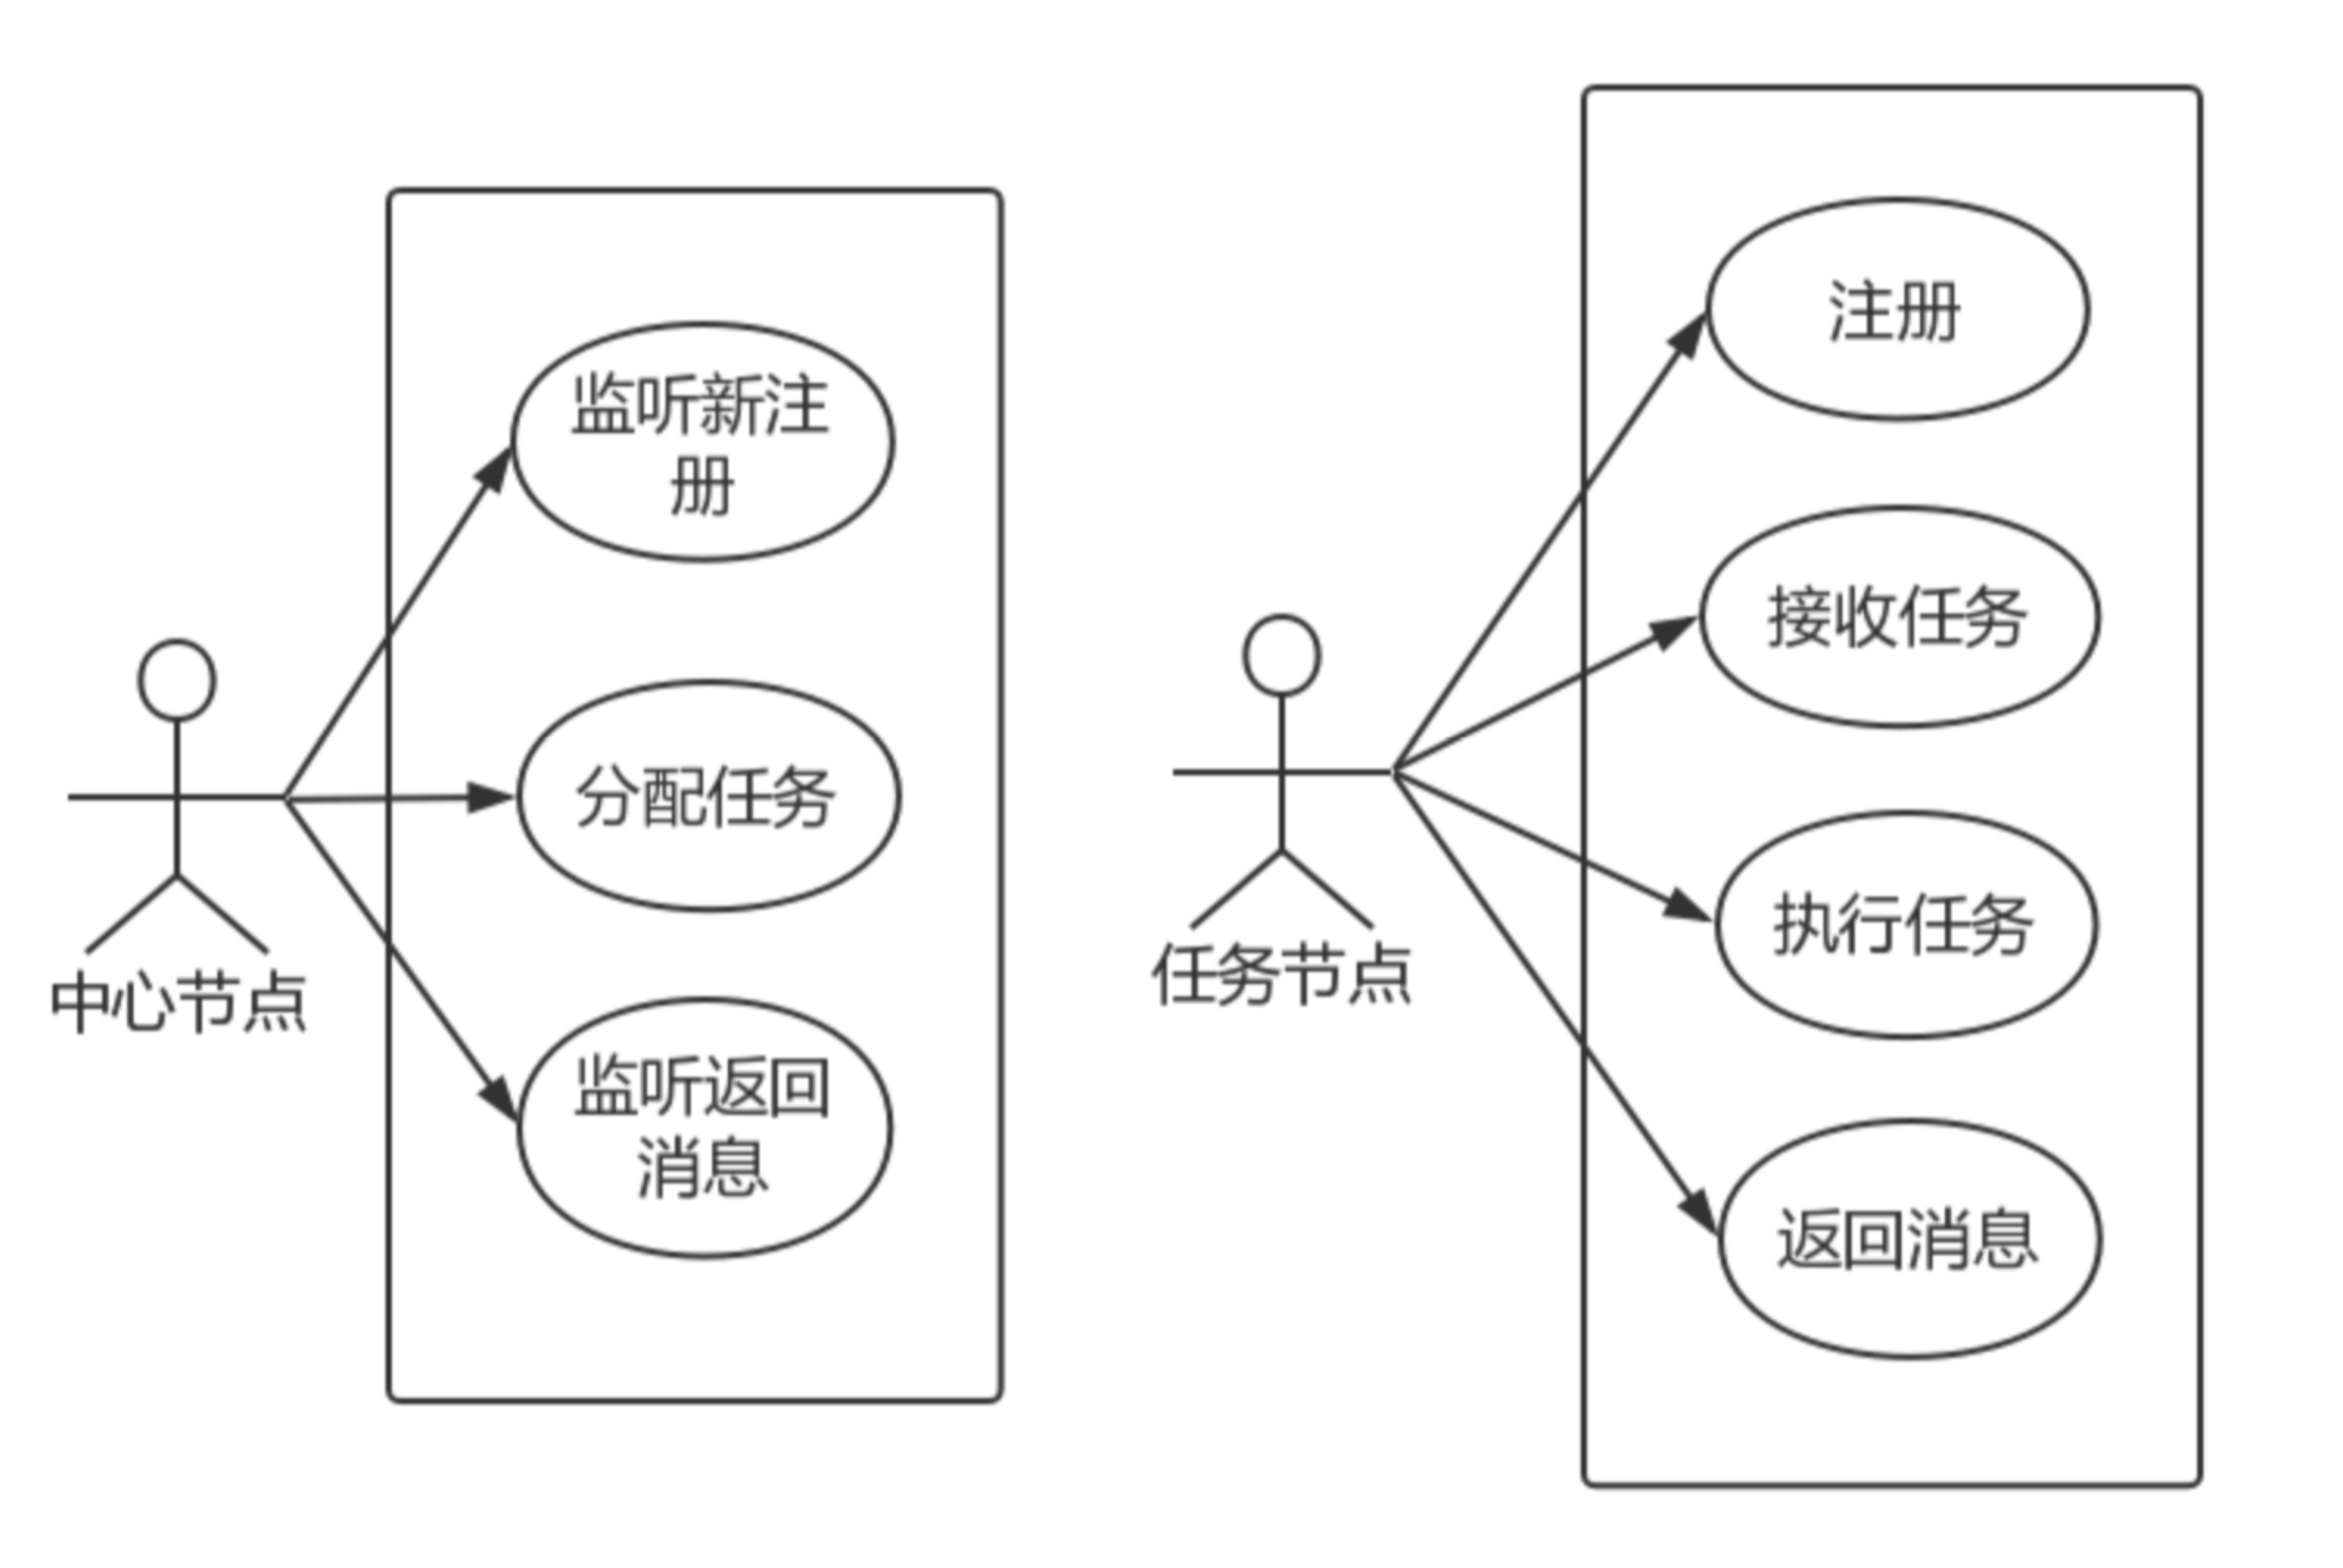 监听新注
册
分配任务
监听返回
消息
中心节点
注册
接收任务
执行任务
返回消息
任务节点